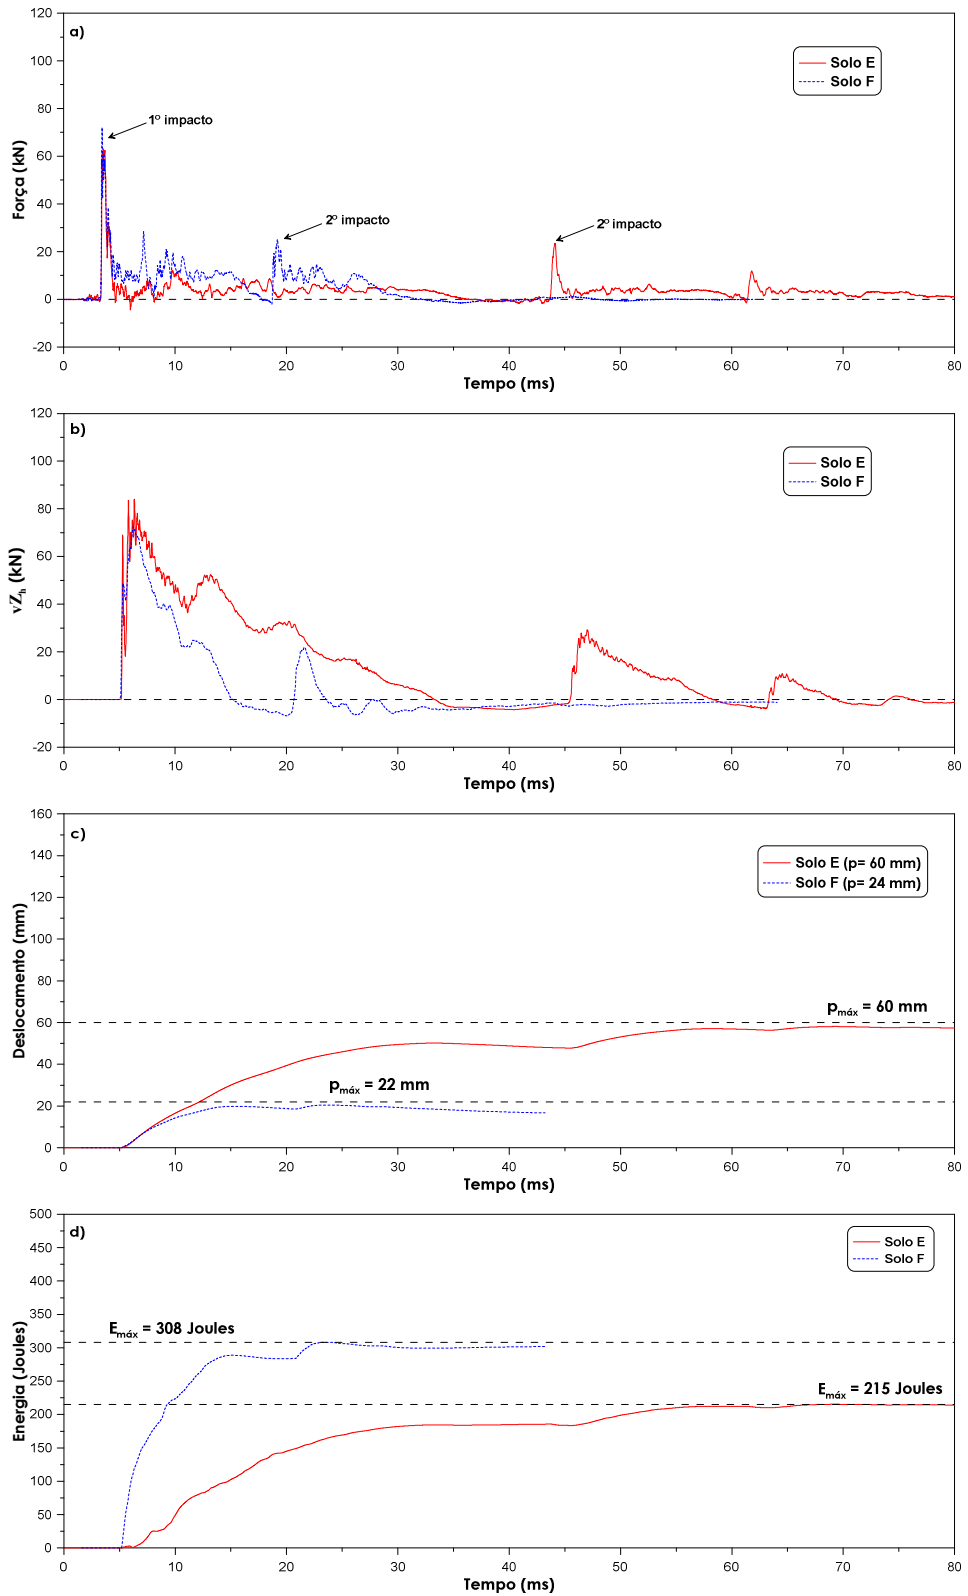 120
a)
100
80
60
40
20
0
-20
Força (kN)
Solo E
Solo F
1º impacto
2º impacto
2º impacto
0 10 20 30 40 50 60 70 80
Tempo (ms)
120
b)
100
80
60
40
20
0
-20
vZh (kN)
Solo E
Solo F
0 10 20 30 40 50 60 70 80
Tempo (ms)
160
c)
140
120
100
80
60
40
20
0
Deslocamento (mm)
Solo E (p= 60 mm)
Solo F (p= 24 mm)
pmáx = 60 mm
pmáx = 22 mm
0 10 20 30 40 50 60 70 80
Tempo (ms)
500
d)
450
400
350
300
250
200
150
100
50
0
Energia (Joules)
Solo E
Solo F
Emáx = 308 Joules
Emáx = 215 Joules
0 10 20 30 40 50 60 70 80
Tempo (ms)